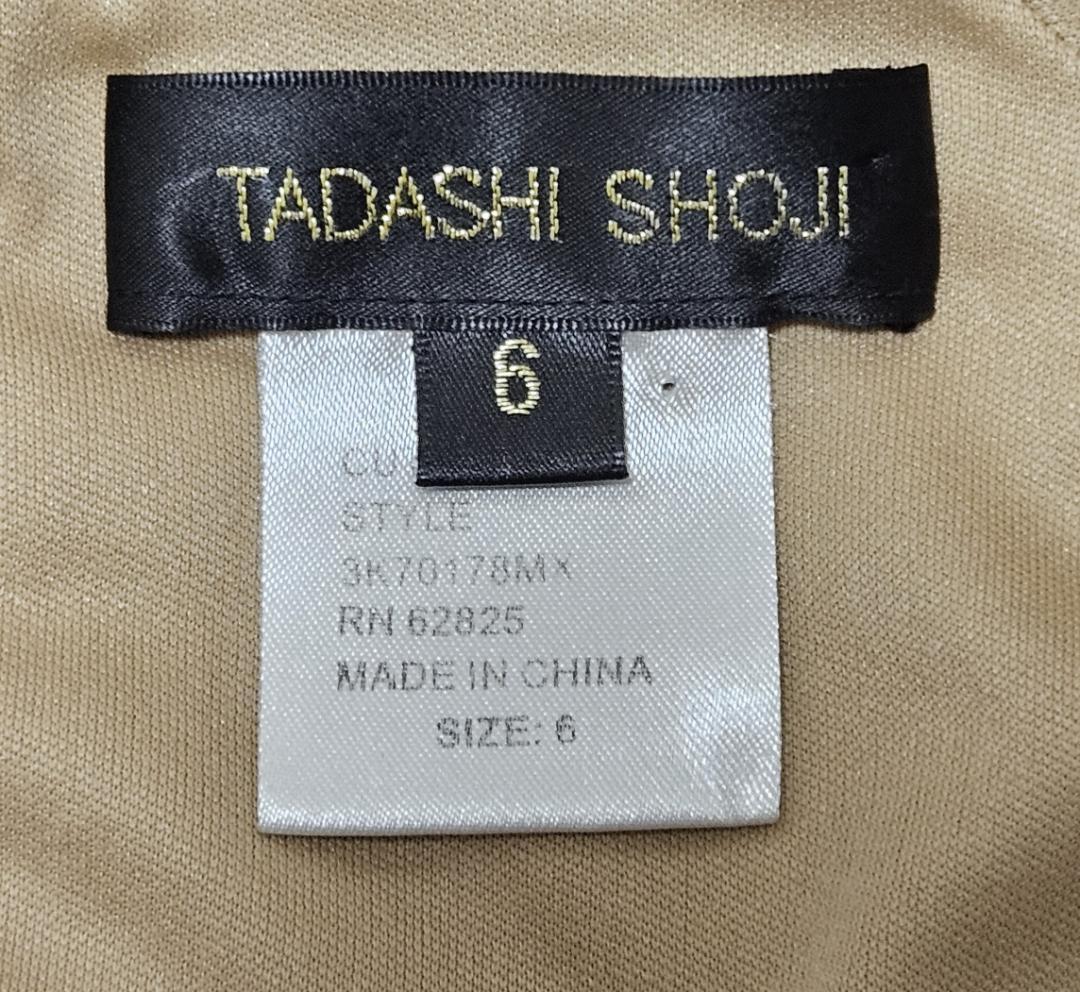 TADASHI SHOJI
6
STYLE
3K70178MX
RN 62825
MADE IN CHINA
SIZE: 6